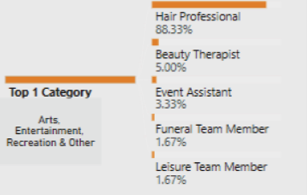 Top 1 Category
Arts,
Entertainment,
Recreation & Other
Hair Professional
88.33%
Beauty Therapist
5.00%
Event Assistant
3.33%
Funeral Team Member
1.67%
Leisure Team Member
1.67%